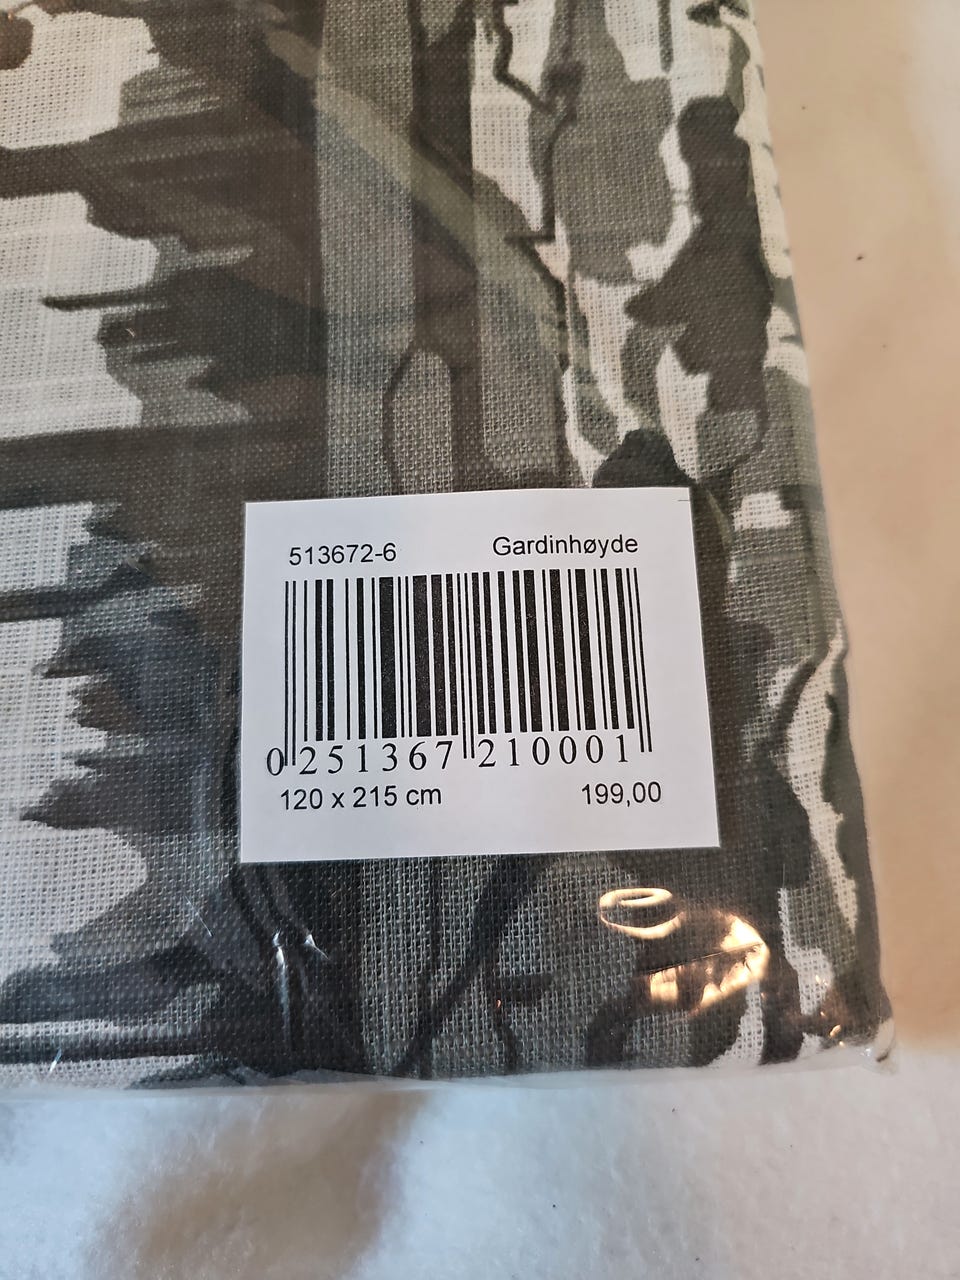 513672-6 Gardinhøyde
0 251367 210001
120 x 215 cm 199,00